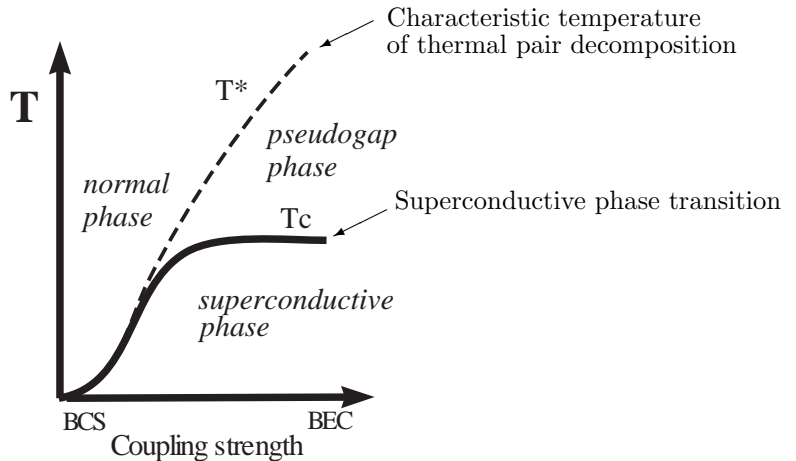 Characteristic temperature
of thermal pair decomposition
T
T*
pseudogap
phase
normal
phase
Superconductive phase transition
Tc
superconductive
phase
BCS
BEC
Coupling strength